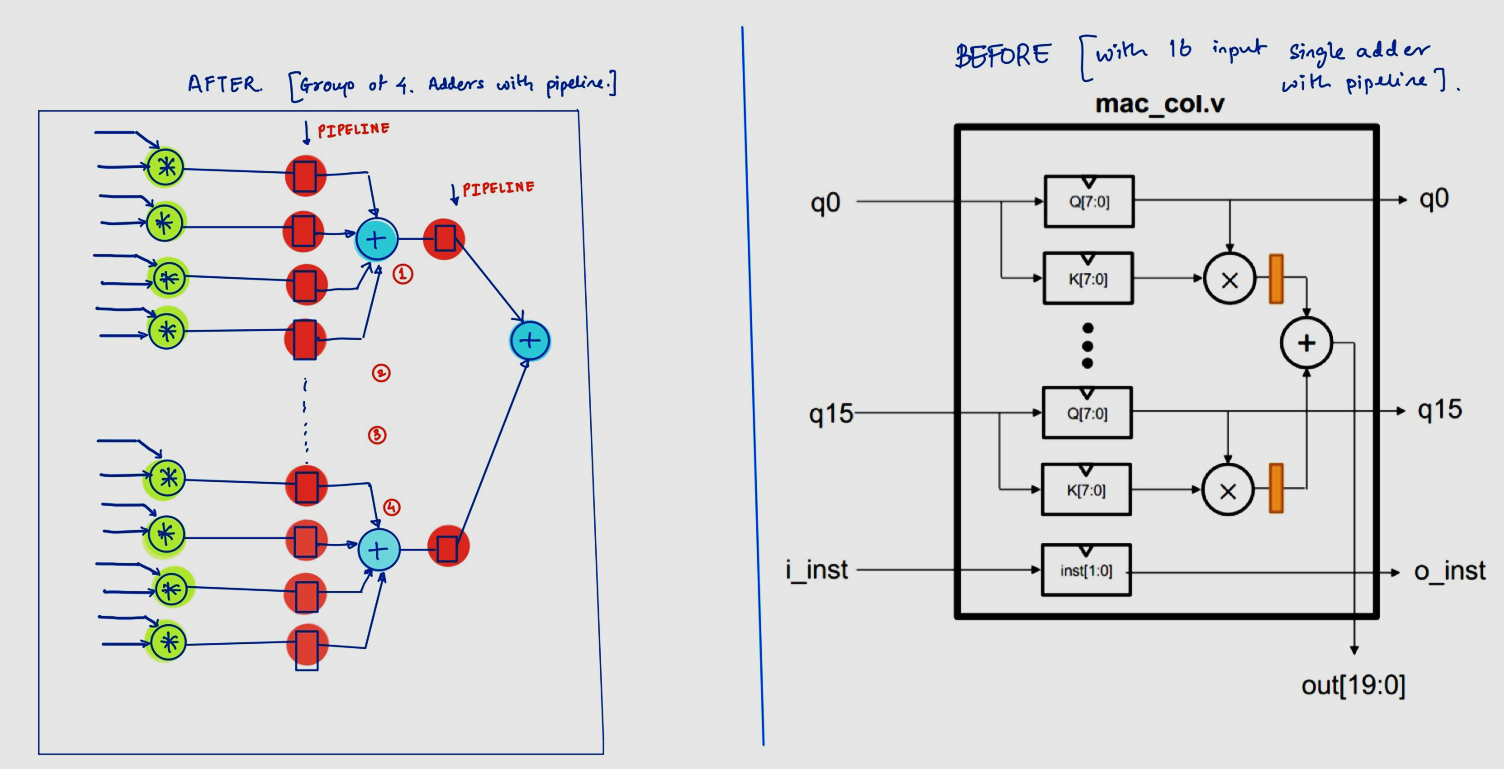 AFTER. [Group of 4. Adders with pipeline.]
PIPELINE
PIPELINE
*
*
+
1
*
*
+
2
3
*
4
*
+
*
*
BEFORE [with 16 input single adder
with pipeline].
mac_col.v
q0
Q[7:0]
q0
K[7:0]
×
+
q15
Q[7:0]
q15
K[7:0]
×
i_inst
inst[1:0]
o_inst
out[19:0]